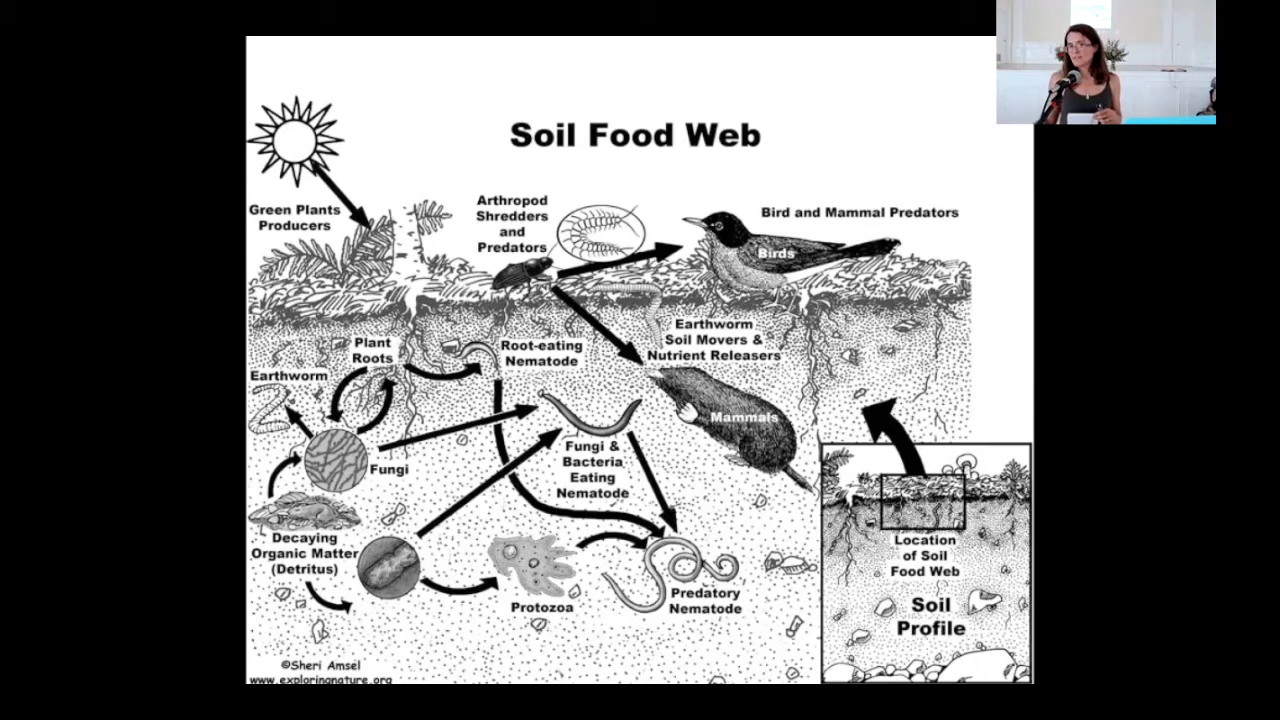 Soil Food Web
Green Plants
Producers
Arthropod
Shredders
and
Predators
Bird and Mammal Predators
Birds
Earthworm
Soil Movers &
Nutrient Releasers
Plant
Roots
Root-eating
Nematode
Earthworm
Mammals
Fungi
Fungi &
Bacteria
Eating
Nematode
Decaying
Organic Matter
(Detritus)
Protozoa
Predatory
Nematode
Location
of Soil
Food Web
Soil
Profile
©Sheri Amsel
www.exploringnature.org